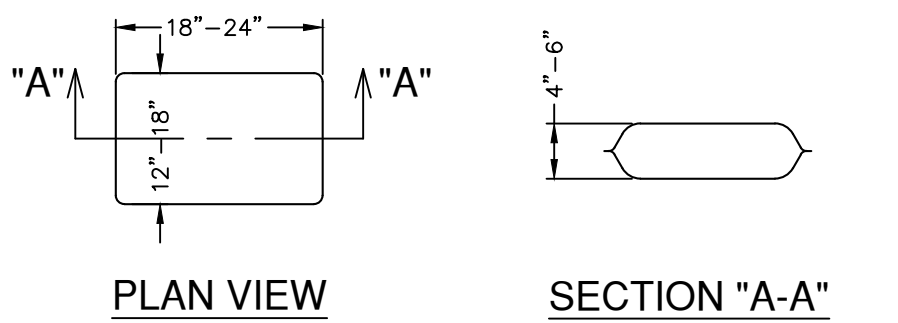 18"-24"
"A" "A"
12"-18"
PLAN VIEW
4"-6"
SECTION "A-A"